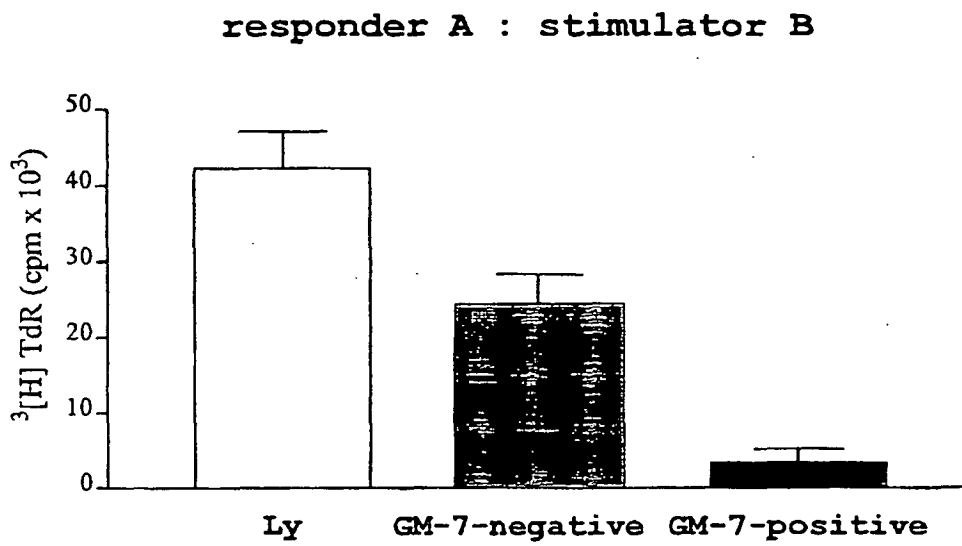 responder A : stimulator B
³[H] TdR (cpm x 10³)
50
40
30
20
10
0
Ly GM-7-negative GM-7-positive